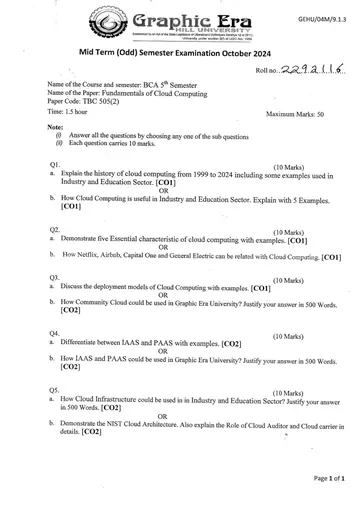 GEHU/04M/9.1.3
Graphic Era
HILL UNIVERSITY
Mid Term (Odd) Semester Examination October 2024
Roll no. 2292116
Name of the Course and semester: BCA 5th Semester
Name of the Paper: Fundamentals of Cloud Computing
Paper Code: TBC 505(2)
Time: 1.5 hour
Maximum Marks: 50
Note:
(i) Answer all the questions by choosing any one of the sub questions
(ii) Each question carries 10 marks.
Q1.
(10 Marks)
a. Explain the history of cloud computing from 1999 to 2024 including some examples used in
Industry and Education Sector. [CO1]
OR
b. How Cloud Computing is useful in Industry and Education Sector. Explain with 5 Examples.
[CO1]
Q2.
(10 Marks)
a. Demonstrate five Essential characteristic of cloud computing with examples. [CO1]
OR
b. How Netflix, Airbnb, Capital One and General Electric can be related with Cloud Computing. [CO1]
Q3.
(10 Marks)
a. Discuss the deployment models of Cloud Computing with examples. [CO1]
OR
b. How Community Cloud could be used in Graphic Era University? Justify your answer in 500 Words.
[CO2]
Q4.
(10 Marks)
a. Differentiate between IAAS and PAAS with examples. [CO2]
OR
b. How IAAS and PAAS could be used in Graphic Era University? Justify your answer in 500 Words.
[CO2]
Q5.
(10 Marks)
a. How Cloud Infrastructure could be used in in Industry and Education Sector? Justify your answer
in 500 Words. [CO2]
OR
b. Demonstrate the NIST Cloud Architecture. Also explain the Role of Cloud Auditor and Cloud carrier in
details. [CO2]
Page 1 of 1